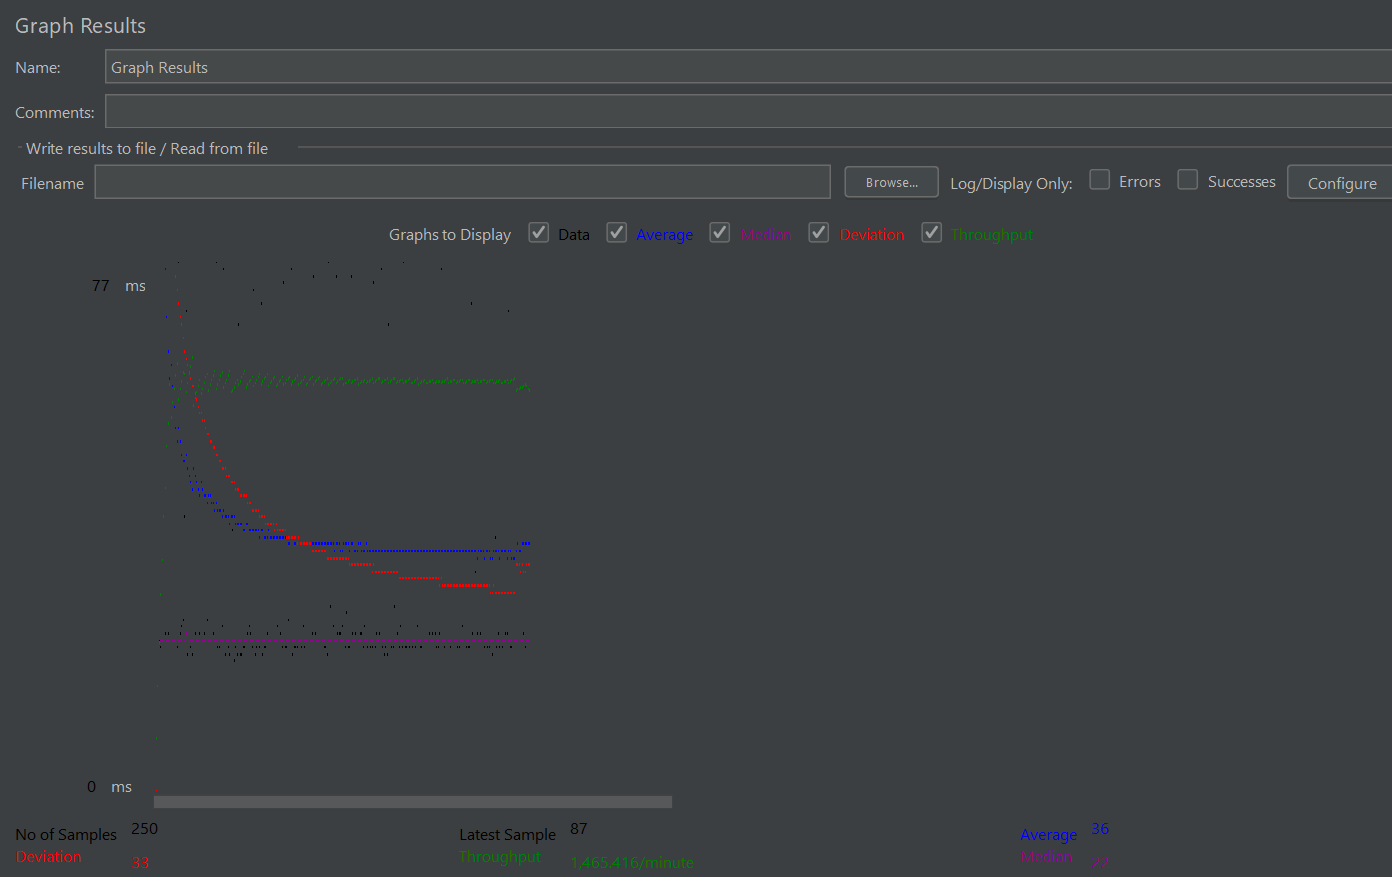 Graph Results
Name: Graph Results
Comments:
Write results to file / Read from file
Filename Browse... Log/Display Only: Errors Successes Configure
Graphs to Display Data Average Median Deviation Throughput
77 ms
0 ms
No of Samples 250 Latest Sample 87 Average 36
Deviation 33 Throughput 1,465.416/minute Median